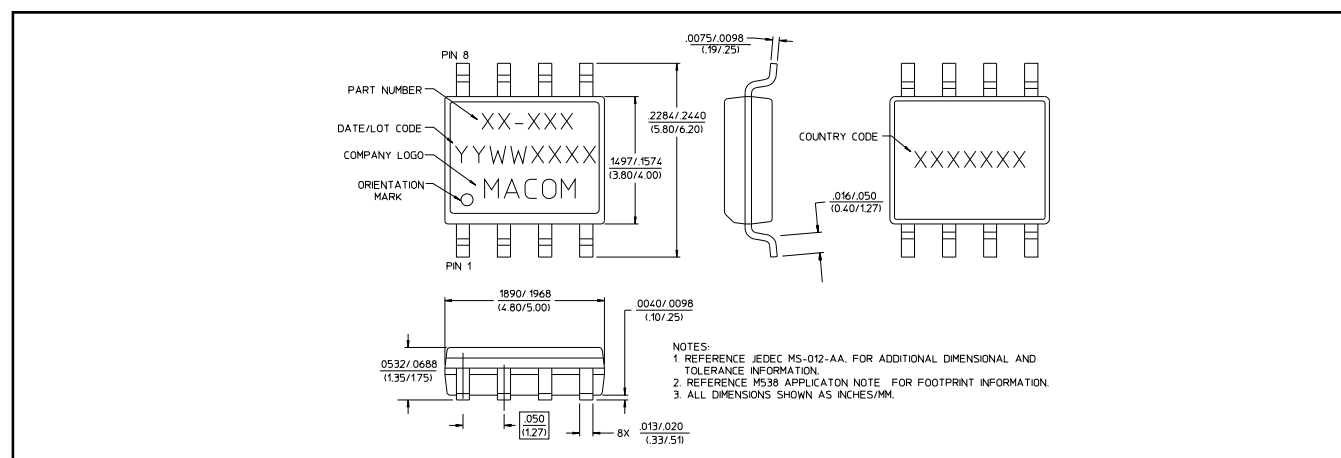 PIN 8
PART NUMBER
XX-XXX
DATE/LOT CODE
YYWWXXXX
COMPANY LOGO
MACOM
ORIENTATION
MARK
PIN 1
.2284/.2440
(5.80/6.20)
1497/.1574
(3.80/4.00)
.0075/.0098
(.19/.25)
.016/.050
(0.40/1.27)
COUNTRY CODE
XXXXXXX
1890/.1968
(4.80/5.00)
.0040/.0098
(.10/.25)
.0532/.0688
(1.35/1.75)
.050
(1.27)
8X .013/.020
(.33/.51)
NOTES:
1. REFERENCE JEDEC MS-012-AA. FOR ADDITIONAL DIMENSIONAL AND
TOLERANCE INFORMATION.
2. REFERENCE M538 APPLICATON NOTE FOR FOOTPRINT INFORMATION.
3. ALL DIMENSIONS SHOWN AS INCHES/MM.